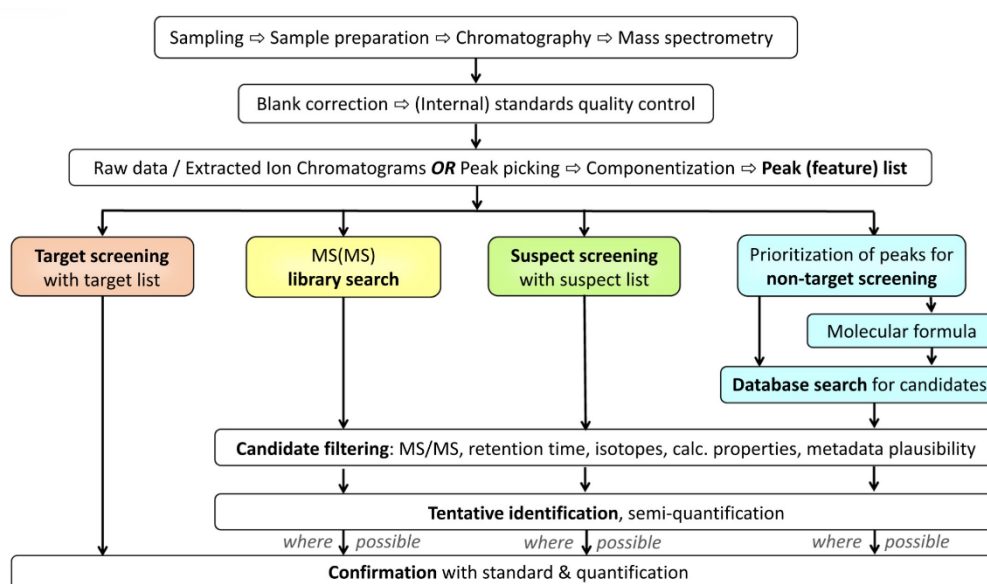 Sampling ⇨ Sample preparation ⇨ Chromatography ⇨ Mass spectrometry
Blank correction ⇨ (Internal) standards quality control
Raw data / Extracted Ion Chromatograms OR Peak picking ⇨ Componentization ⇨ Peak (feature) list
Target screening
with target list
MS(MS)
library search
Suspect screening
with suspect list
Prioritization of peaks for
non-target screening
Molecular formula
Database search for candidates
Candidate filtering: MS/MS, retention time, isotopes, calc. properties, metadata plausibility
Tentative identification, semi-quantification
where possible where possible where possible
Confirmation with standard & quantification